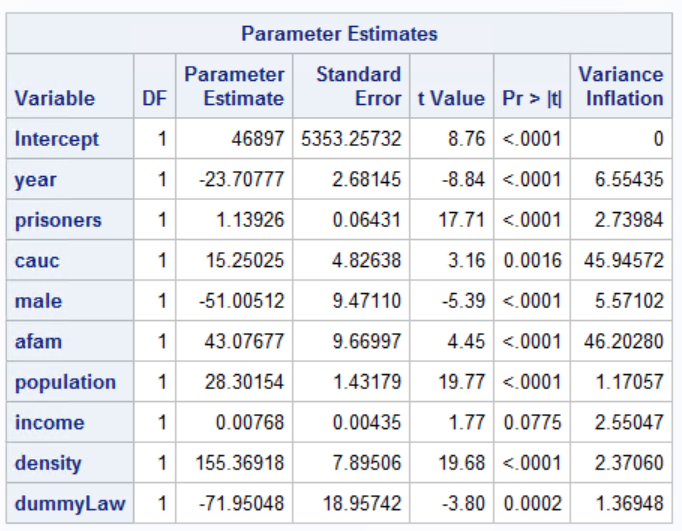 Parameter Estimates
Variable DF Parameter Estimate Standard Error t Value Pr > |t| Variance Inflation
Intercept 1 46897 5353.25732 8.76 <.0001 0
year 1 -23.70777 2.68145 -8.84 <.0001 6.55435
prisoners 1 1.13926 0.06431 17.71 <.0001 2.73984
cauc 1 15.25025 4.82638 3.16 0.0016 45.94572
male 1 -51.00512 9.47110 -5.39 <.0001 5.57102
afam 1 43.07677 9.66997 4.45 <.0001 46.20280
population 1 28.30154 1.43179 19.77 <.0001 1.17057
income 1 0.00768 0.00435 1.77 0.0775 2.55047
density 1 155.36918 7.89506 19.68 <.0001 2.37060
dummyLaw 1 -71.95048 18.95742 -3.80 0.0002 1.36948